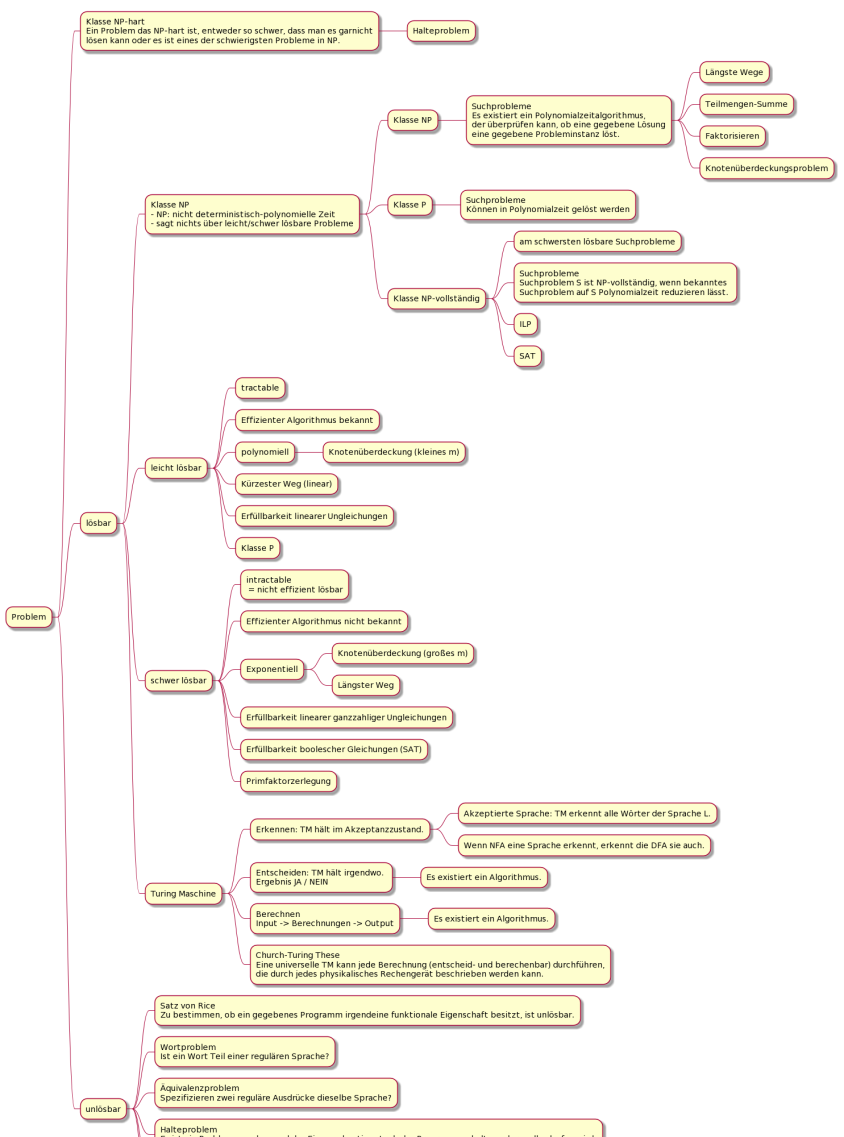 Klasse NP-hart
Ein Problem das NP-hart ist, entweder so schwer, dass man es garnicht
lösen kann oder es ist eines der schwierigsten Probleme in NP.
Halteproblem
Längste Wege
Teilmengen-Summe
Faktorisieren
Knotenüberdeckungsproblem
Suchprobleme
Es existiert ein Polynomialzeitalgorithmus,
der überprüfen kann, ob eine gegebene Lösung
eine gegebene Probleminstanz löst.
Klasse NP
Klasse NP
- NP: nicht deterministisch-polynomielle Zeit
- sagt nichts über leicht/schwer lösbare Probleme
Klasse P
Suchprobleme
Können in Polynomialzeit gelöst werden
Klasse NP-vollständig
am schwersten lösbare Suchprobleme
Suchprobleme
Suchproblem S ist NP-vollständig, wenn bekanntes
Suchproblem auf S Polynomialzeit reduzieren lässt.
ILP
SAT
lösbar
leicht lösbar
tractable
Effizienter Algorithmus bekannt
polynomiell
Knotenüberdeckung (kleines m)
Kürzester Weg (linear)
Erfüllbarkeit linearer Ungleichungen
Klasse P
Problem
schwer lösbar
intractable
= nicht effizient lösbar
Effizienter Algorithmus nicht bekannt
Exponentiell
Knotenüberdeckung (großes m)
Längster Weg
Erfüllbarkeit linearer ganzzahliger Ungleichungen
Erfüllbarkeit boolescher Gleichungen (SAT)
Primfaktorzerlegung
Turing Maschine
Erkennen: TM hält im Akzeptanzzustand.
Akzeptierte Sprache: TM erkennt alle Wörter der Sprache L.
Wenn NFA eine Sprache erkennt, erkennt die DFA sie auch.
Entscheiden: TM hält irgendwo.
Ergebnis JA / NEIN
Es existiert ein Algorithmus.
Berechnen
Input -> Berechnungen -> Output
Es existiert ein Algorithmus.
Church-Turing These
Eine universelle TM kann jede Berechnung (entscheid- und berechenbar) durchführen,
die durch jedes physikalisches Rechengerät beschrieben werden kann.
unlösbar
Satz von Rice
Zu bestimmen, ob ein gegebenes Programm irgendeine funktionale Eigenschaft besitzt, ist unlösbar.
Wortproblem
Ist ein Wort Teil einer regulären Sprache?
Äquivalenzproblem
Spezifizieren zwei reguläre Ausdrücke dieselbe Sprache?
Halteproblem